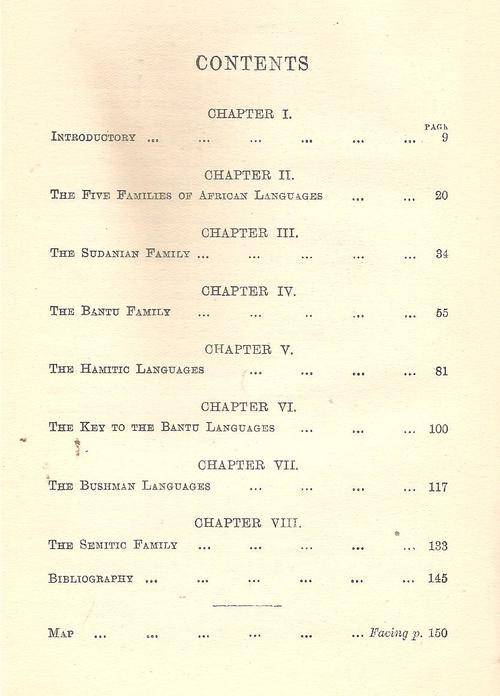 CONTENTS
CHAPTER I.
PAGE
INTRODUCTORY ... ... ... ... ... ... 9
CHAPTER II.
THE FIVE FAMILIES OF AFRICAN LANGUAGES ... ... 20
CHAPTER III.
THE SUDANIAN FAMILY ... ... ... ... ... 34
CHAPTER IV.
THE BANTU FAMILY ... ... .. ... ... 55
CHAPTER V.
THE HAMITIC LANGUAGES ... ... ... ... 81
CHAPTER VI.
THE KEY TO THE BANTU LANGUAGES ... ... ... 100
CHAPTER VII.
THE BUSHMAN LANGUAGES ... ... ... ... 117
CHAPTER VIII.
THE SEMITIC FAMILY ... ... ... ... ... 133
BIBLIOGRAPHY ... ... ... ... ... ... 145
MAP ... ... ... ... ... ... Facing p. 150